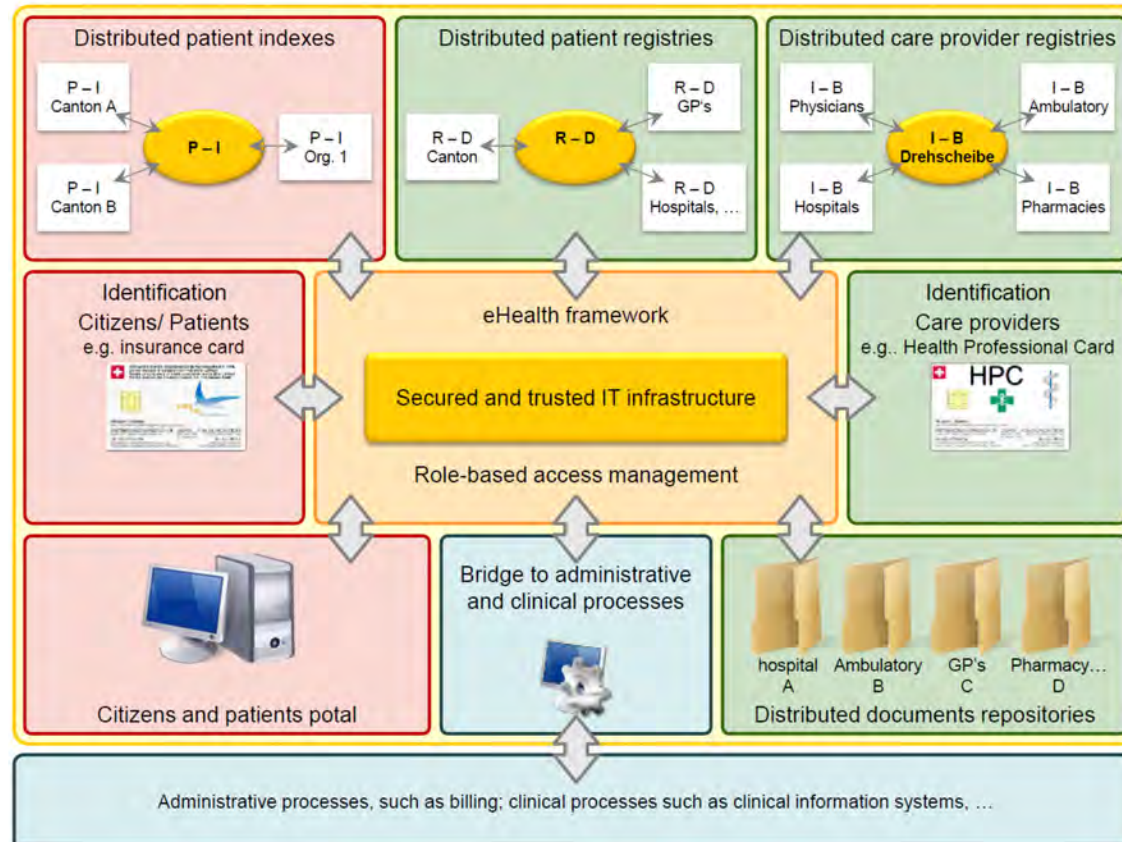 Distributed patient indexes
P – I
Canton A
P – I
P – I
Org. 1
P – I
Canton B
Distributed patient registries
R – D
GP's
R – D
Canton
R – D
R – D
Hospitals, …
Distributed care provider registries
I – B
Physicians
I – B
Ambulatory
I – B
Drehscheibe
I – B
Hospitals
I – B
Pharmacies
Identification
Citizens/ Patients
e.g. insurance card
eHealth framework
Secured and trusted IT infrastructure
Role-based access management
Identification
Care providers
e.g.. Health Professional Card
HPC
Citizens and patients potal
Bridge to administrative
and clinical processes
hospital
A
Ambulatory
B
GP's
C
Pharmacy…
D
Distributed documents repositories
Administrative processes, such as billing; clinical processes such as clinical information systems, …